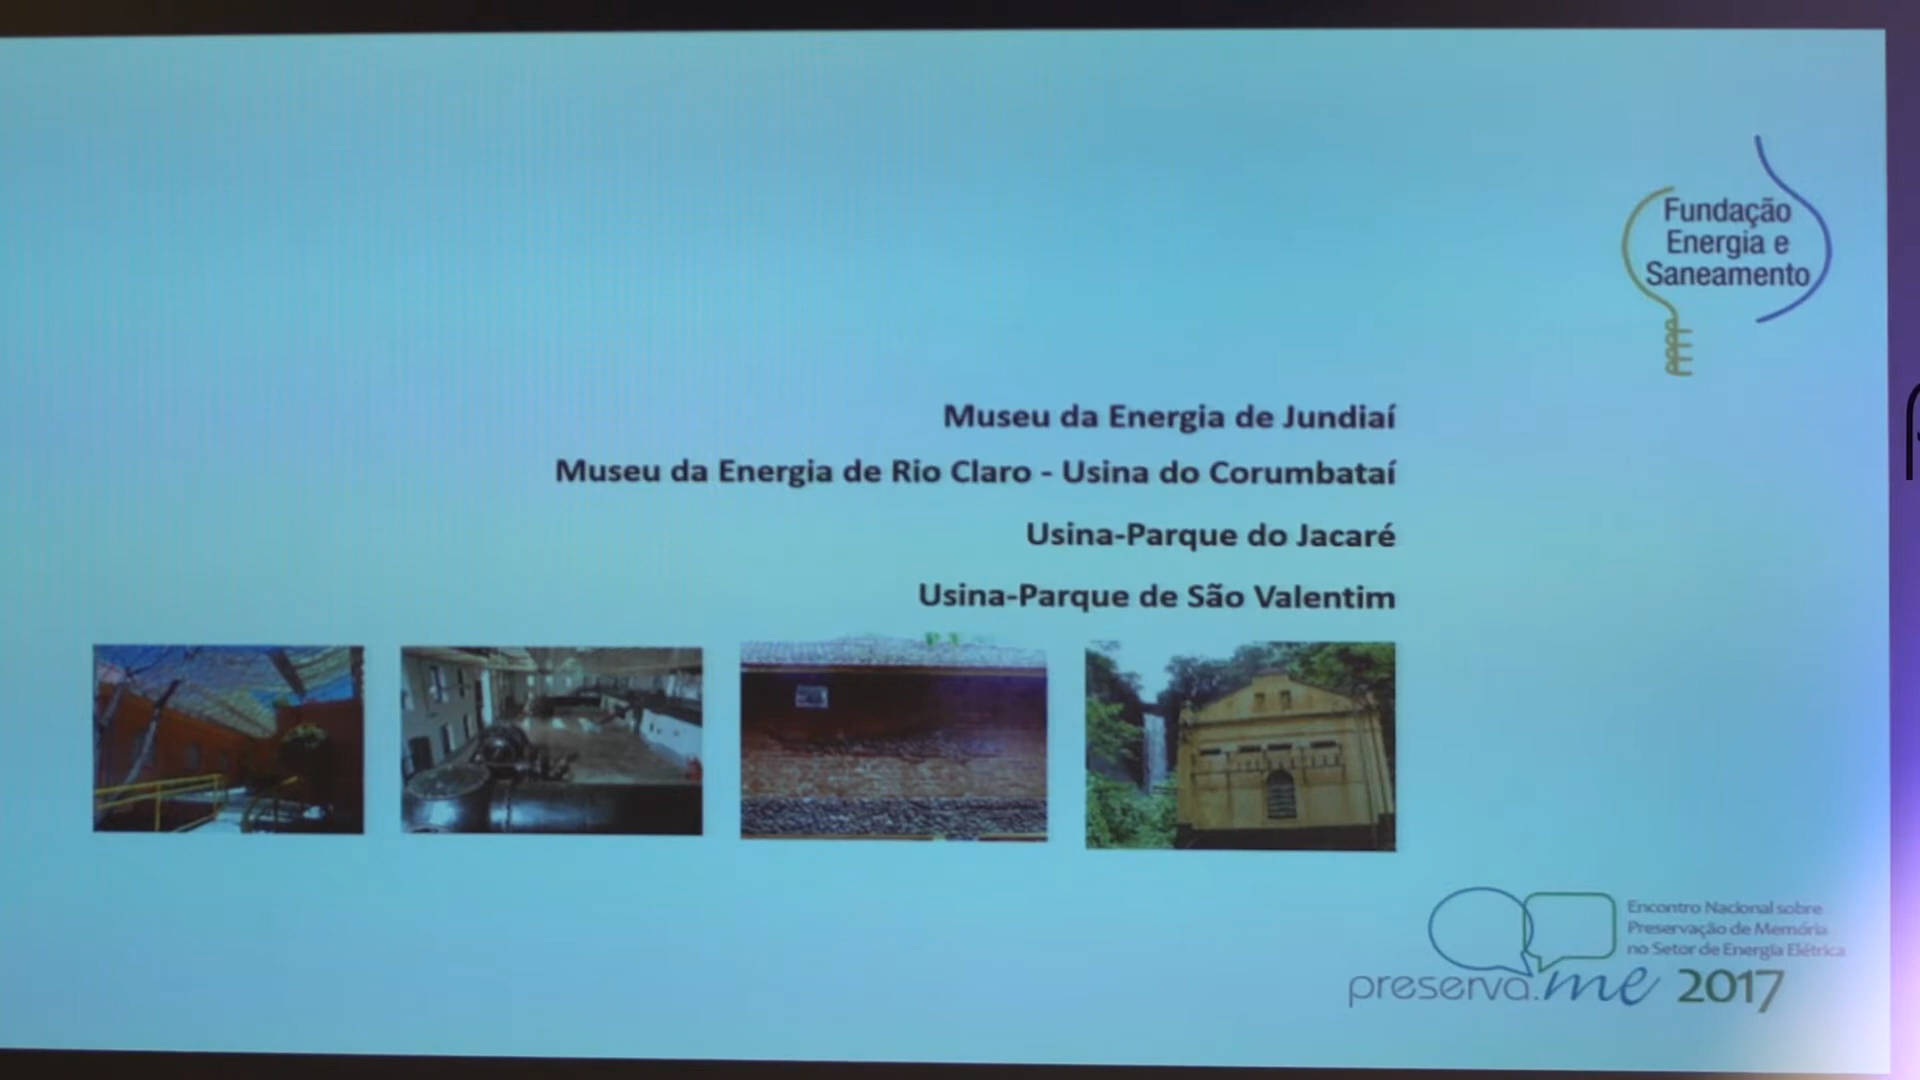 Fundação
Energia e
Saneamento
Museu da Energia de Jundiaí
Museu da Energia de Rio Claro - Usina do Corumbataí
Usina-Parque do Jacaré
Usina-Parque de São Valentim
Encontro Nacional sobre
Preservação de Memória
no Setor de Energia Elétrica
preserva.me 2017